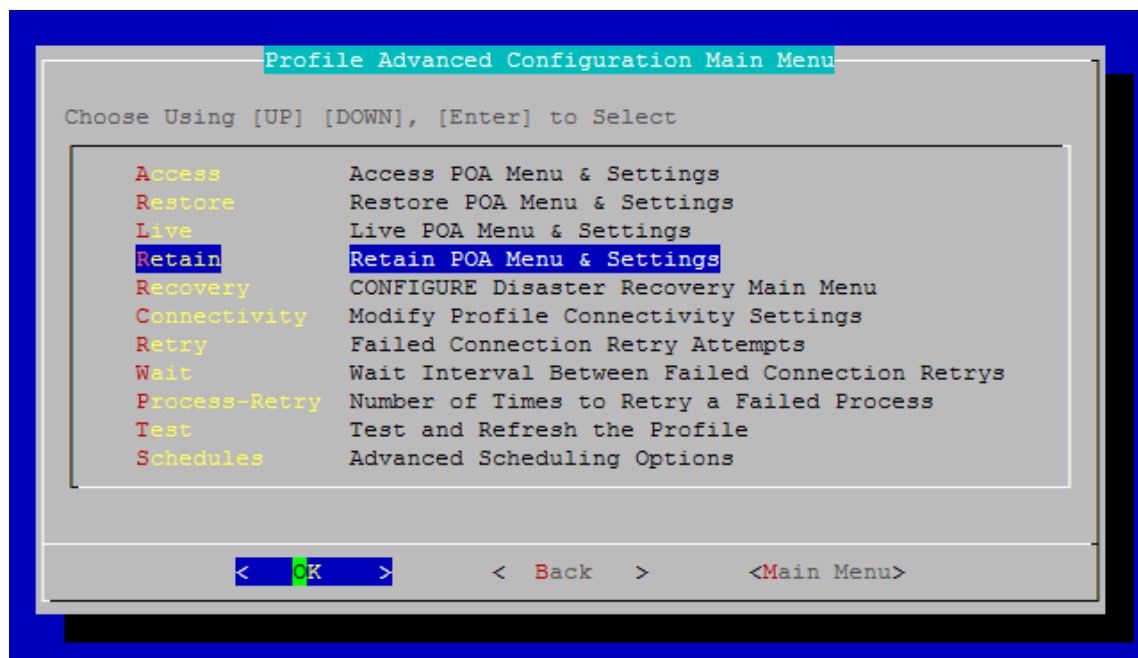 Profile Advanced Configuration Main Menu
Choose Using [UP] [DOWN], [Enter] to Select
Access Access POA Menu & Settings
Restore Restore POA Menu & Settings
Live Live POA Menu & Settings
Retain Retain POA Menu & Settings
Recovery CONFIGURE Disaster Recovery Main Menu
Connectivity Modify Profile Connectivity Settings
Retry Failed Connection Retry Attempts
Wait Wait Interval Between Failed Connection Retrys
Process-Retry Number of Times to Retry a Failed Process
Test Test and Refresh the Profile
Schedules Advanced Scheduling Options
< OK > < Back > <Main Menu>